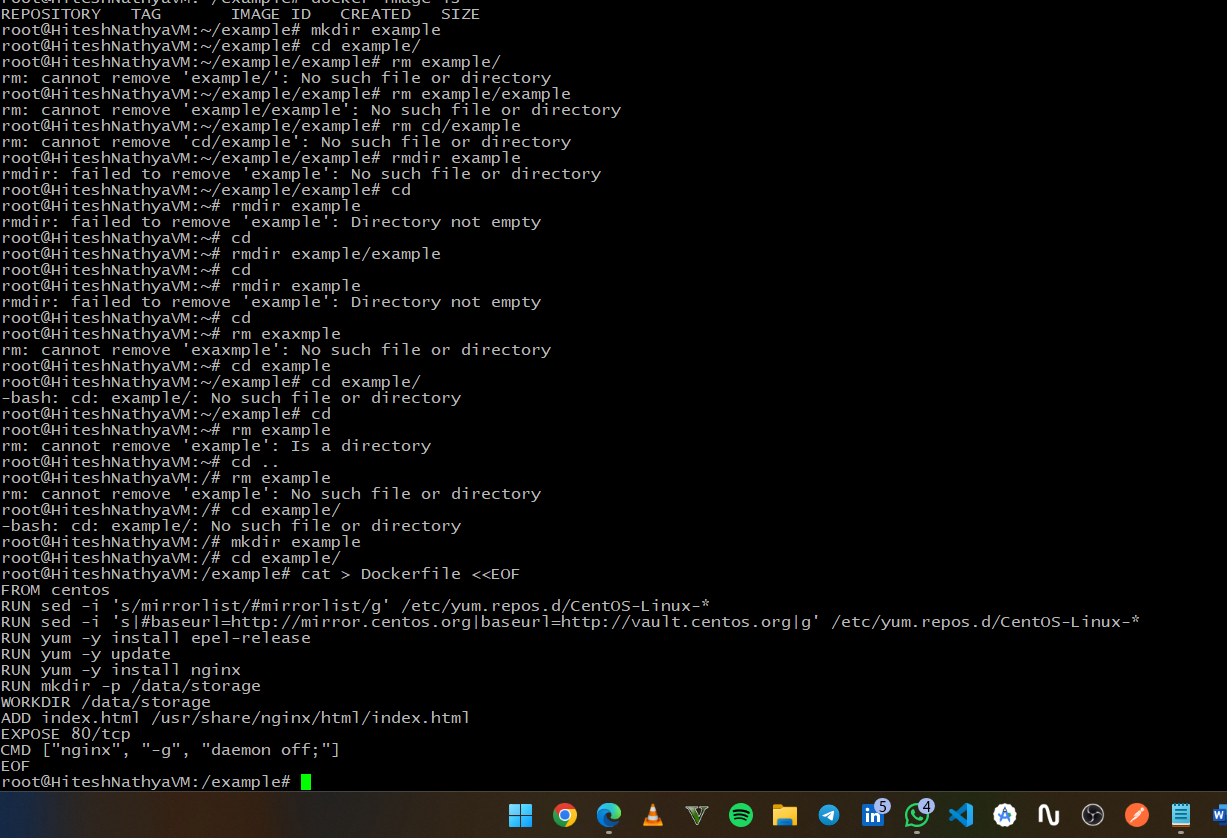 REPOSITORY   TAG       IMAGE ID   CREATED   SIZE
root@HiteshNathyaVM:~/example# mkdir example
root@HiteshNathyaVM:~/example# cd example/
root@HiteshNathyaVM:~/example/example# rm example/
rm: cannot remove 'example/': No such file or directory
root@HiteshNathyaVM:~/example/example# rm example/example
rm: cannot remove 'example/example': No such file or directory
root@HiteshNathyaVM:~/example/example# rm cd/example
rm: cannot remove 'cd/example': No such file or directory
root@HiteshNathyaVM:~/example/example# rmdir example
rmdir: failed to remove 'example': No such file or directory
root@HiteshNathyaVM:~/example/example# cd
root@HiteshNathyaVM:~# rmdir example
rmdir: failed to remove 'example': Directory not empty
root@HiteshNathyaVM:~# cd
root@HiteshNathyaVM:~# rmdir example/example
root@HiteshNathyaVM:~# cd
root@HiteshNathyaVM:~# rmdir example
rmdir: failed to remove 'example': Directory not empty
root@HiteshNathyaVM:~# cd
root@HiteshNathyaVM:~# rm exaxmple
rm: cannot remove 'exaxmple': No such file or directory
root@HiteshNathyaVM:~# cd example
root@HiteshNathyaVM:~/example# cd example/
-bash: cd: example/: No such file or directory
root@HiteshNathyaVM:~/example# cd
root@HiteshNathyaVM:~# rm example
rm: cannot remove 'example': Is a directory
root@HiteshNathyaVM:~# cd ..
root@HiteshNathyaVM:/# rm example
rm: cannot remove 'example': No such file or directory
root@HiteshNathyaVM:/# cd example/
-bash: cd: example/: No such file or directory
root@HiteshNathyaVM:/# mkdir example
root@HiteshNathyaVM:/# cd example/
root@HiteshNathyaVM:/example# cat > Dockerfile <<EOF
FROM centos
RUN sed -i 's/mirrorlist/#mirrorlist/g' /etc/yum.repos.d/CentOS-Linux-*
RUN sed -i 's|#baseurl=http://mirror.centos.org|baseurl=http://vault.centos.org|g' /etc/yum.repos.d/CentOS-Linux-*
RUN yum -y install epel-release
RUN yum -y update
RUN yum -y install nginx
RUN mkdir -p /data/storage
WORKDIR /data/storage
ADD index.html /usr/share/nginx/html/index.html
EXPOSE 80/tcp
CMD ["nginx", "-g", "daemon off;"]
EOF
root@HiteshNathyaVM:/example#
5
4